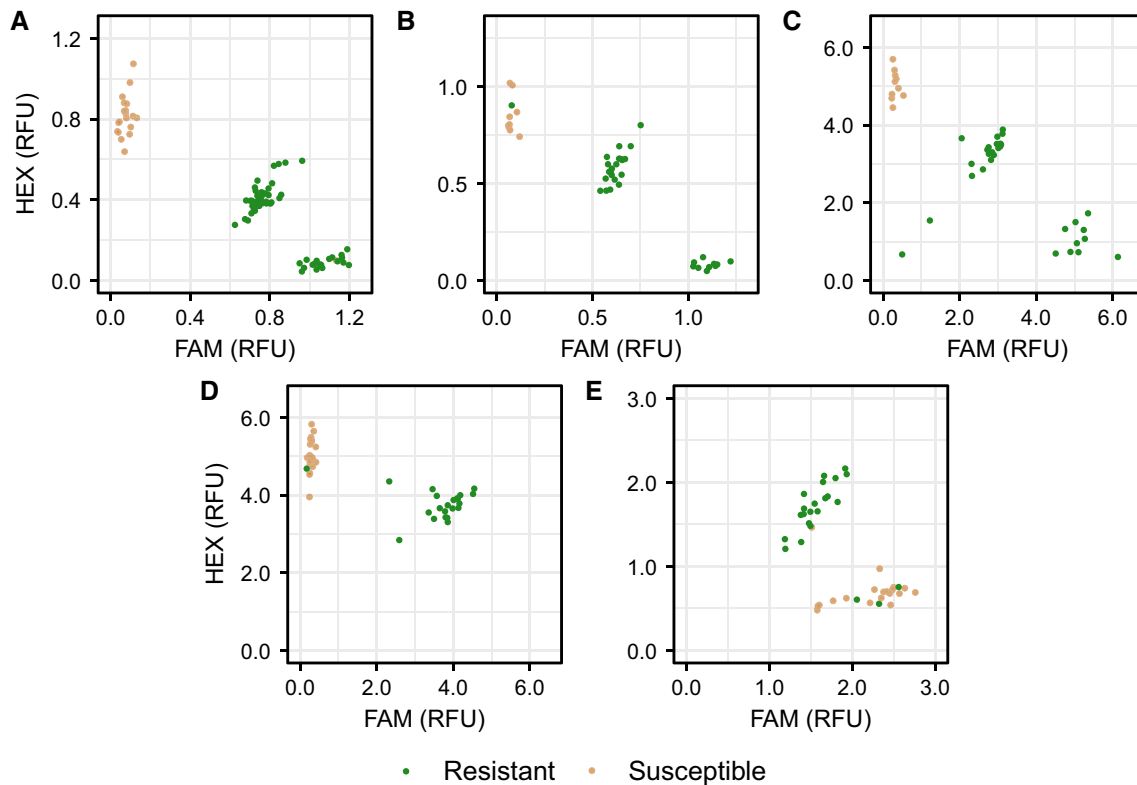 A
B
C
HEX (RFU)
1.2
0.8
0.4
0.0
0.0 0.4 0.8 1.2
FAM (RFU)
1.0
0.5
0.0
0.0 0.5 1.0
FAM (RFU)
6.0
4.0
2.0
0.0
0.0 2.0 4.0 6.0
FAM (RFU)
D
E
HEX (RFU)
6.0
4.0
2.0
0.0
0.0 2.0 4.0 6.0
FAM (RFU)
3.0
2.0
1.0
0.0
0.0 1.0 2.0 3.0
FAM (RFU)
Resistant Susceptible